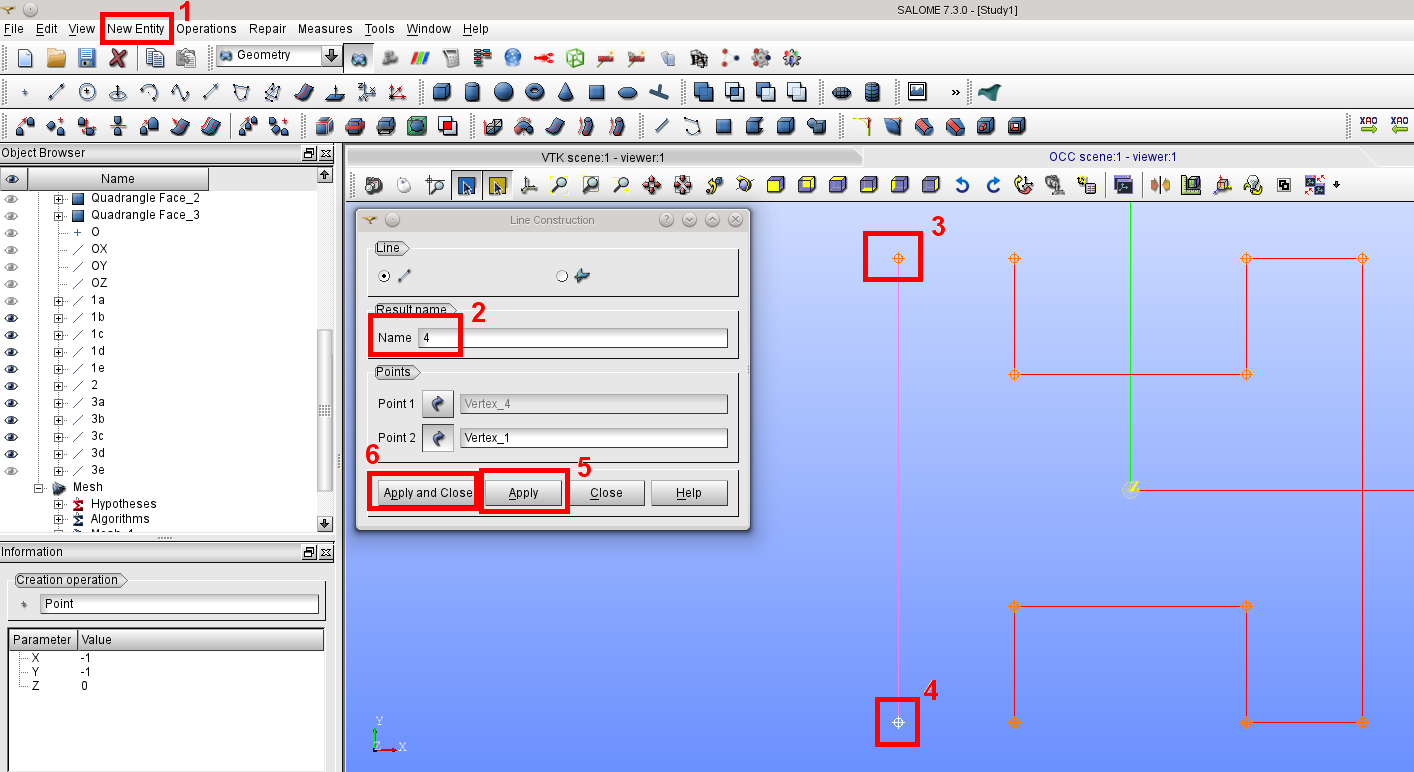 SALOME 7.3.0 - [Study1]
1
File Edit View New Entity Operations Repair Measures Tools Window Help
Geometry
»
XAO XAO
Object Browser
VTK scene:1 - viewer:1
OCC scene:1 - viewer:1
Name
Quadrangle Face_2
Quadrangle Face_3
O
OX
OY
OZ
1a
1b
1c
1d
1e
2
3a
3b
3c
3d
3e
Mesh
Hypotheses
Algorithms
Mesh_1
Line Construction
Line
Result name
2
Name 4
Points
Point 1 Vertex_4
Point 2 Vertex_1
6
5
Apply and Close Apply Close Help
3
Z
4
Y
Z X
Information
Creation operation
Point
Parameter Value
X -1
Y -1
Z 0